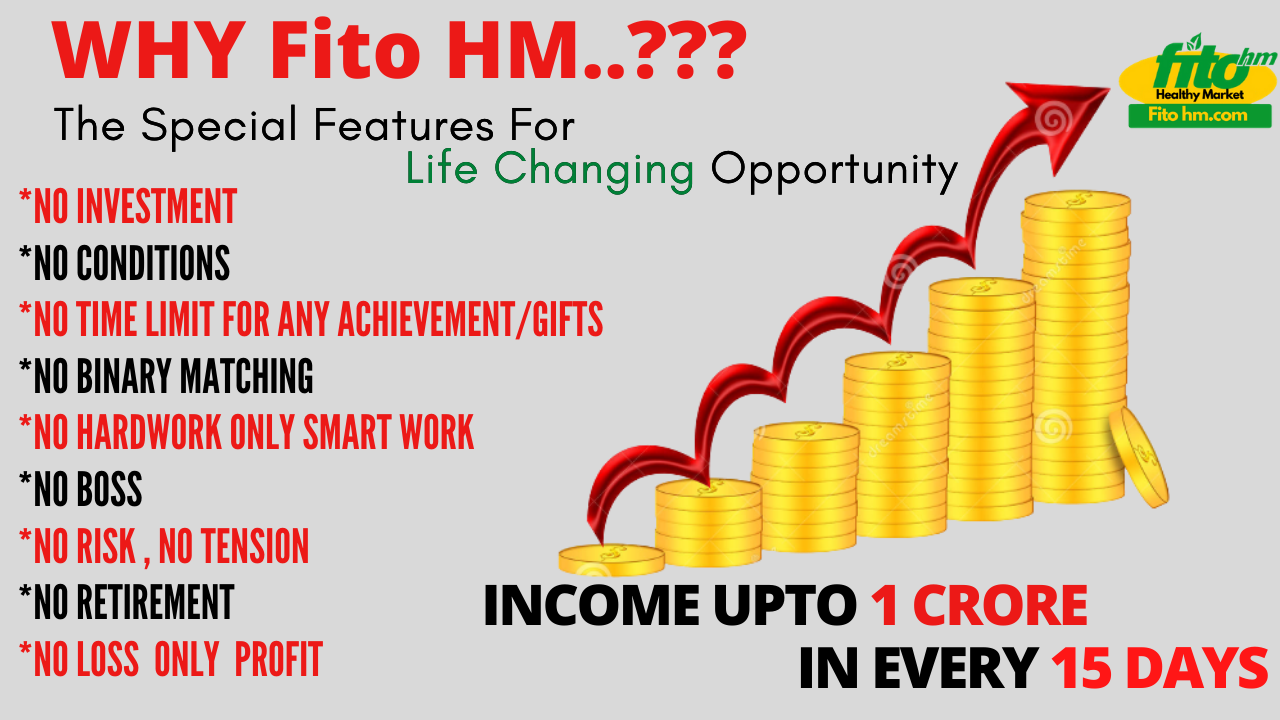 WHY Fito HM..???
fito hm
Healthy Market
Fito hm.com
The Special Features For
Life Changing Opportunity
*NO INVESTMENT
*NO CONDITIONS
*NO TIME LIMIT FOR ANY ACHIEVEMENT/GIFTS
*NO BINARY MATCHING
*NO HARDWORK ONLY SMART WORK
*NO BOSS
*NO RISK , NO TENSION
*NO RETIREMENT
*NO LOSS ONLY PROFIT
dreamstime
dreamstime
INCOME UPTO 1 CRORE
IN EVERY 15 DAYS